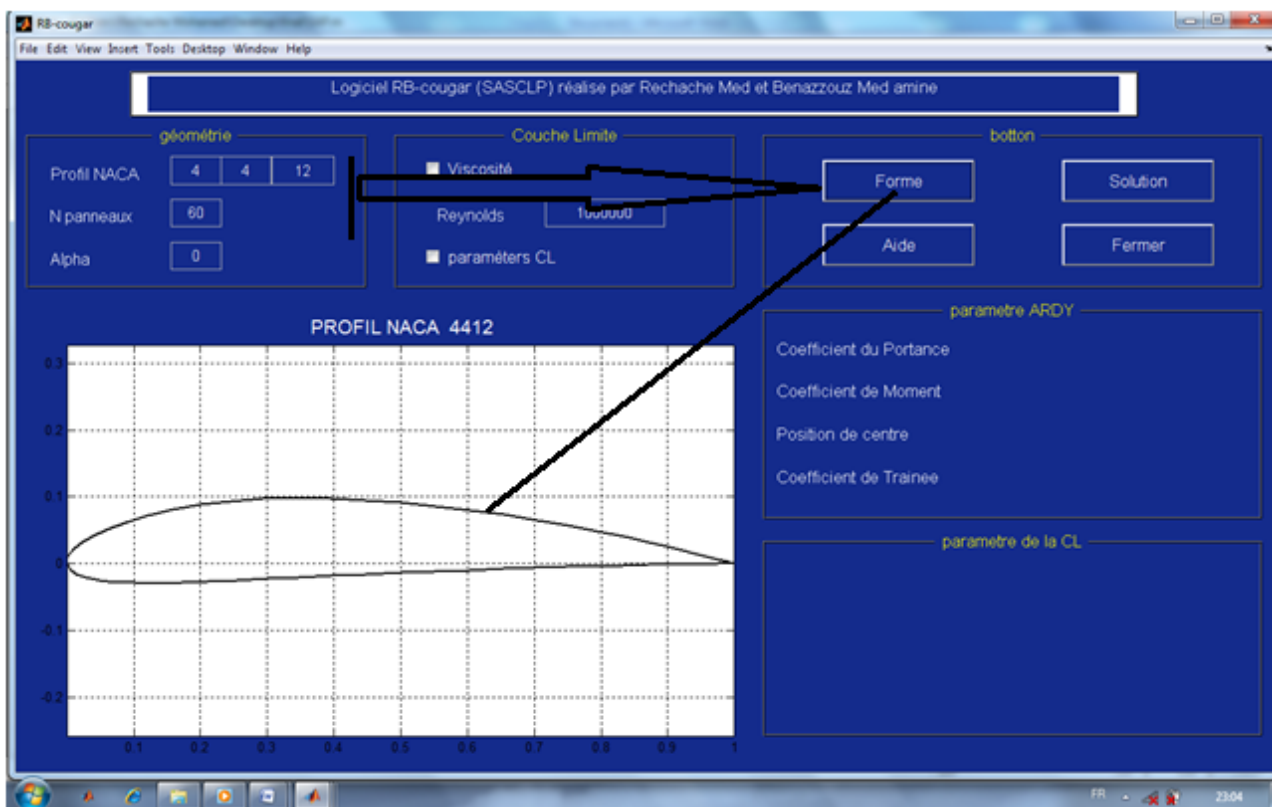 RB-cougar
File Edit View Insert Tools Desktop Window Help
Logiciel RB-cougar (SASCLP) réalise par Rechache Med et Benazzouz Med amine
géométrie
Profil NACA 4 4 12
N panneaux 60
Alpha 0
Couche Limite
Viscosité
Reynolds 1000000
paraméters CL
botton
Forme Solution
Aide Fermer
PROFIL NACA 4412
0.3
0.2
0.1
0
-0.1
-0.2
0.1 0.2 0.3 0.4 0.5 0.6 0.7 0.8 0.9 1
parametre ARDY
Coefficient du Portance
Coefficient de Moment
Position de centre
Coefficient de Trainee
parametre de la CL
FR 23:04